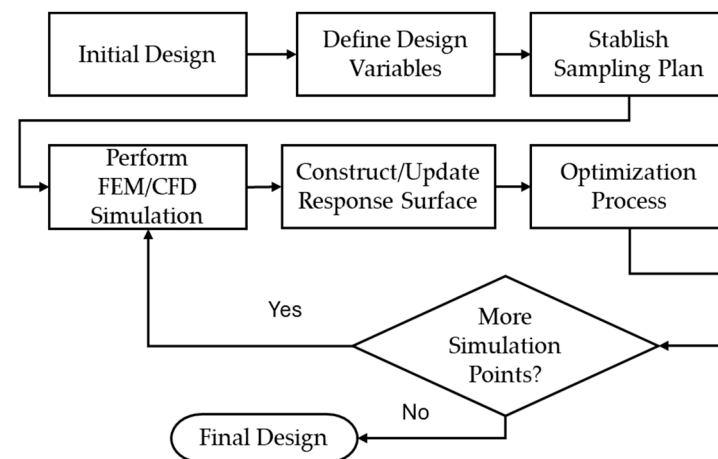 Initial Design
Define Design
Variables
Stablish
Sampling Plan
Perform
FEM/CFD
Simulation
Construct/Update
Response Surface
Optimization
Process
Yes
More
Simulation
Points?
No
Final Design